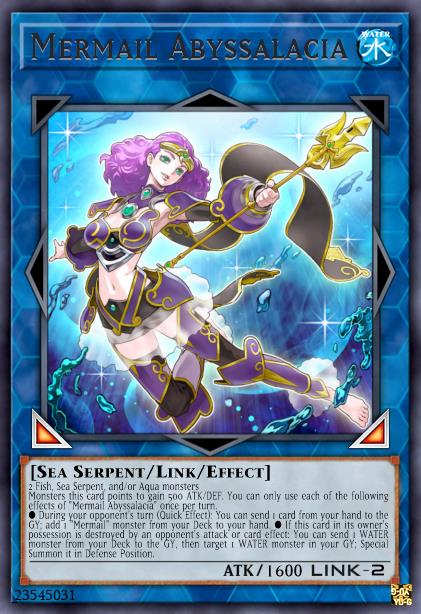 MERMAIL ABYSSALACIA
WATER
水
[SEA SERPENT/LINK/EFFECT]
2 Fish, Sea Serpent, and/or Aqua monsters
Monsters this card points to gain 500 ATK/DEF. You can only use each of the following
effects of "Mermail Abyssalacia" once per turn.
● During your opponent's turn (Quick Effect): You can send 1 card from your hand to the
GY; add 1 "Mermail" monster from your Deck to your hand. ● If this card in its owner's
possession is destroyed by an opponent's attack or card effect: You can send 1 WATER
monster from your Deck to the GY, then target 1 WATER monster in your GY; Special
Summon it in Defense Position.
ATK/1600 LINK-2
23545031